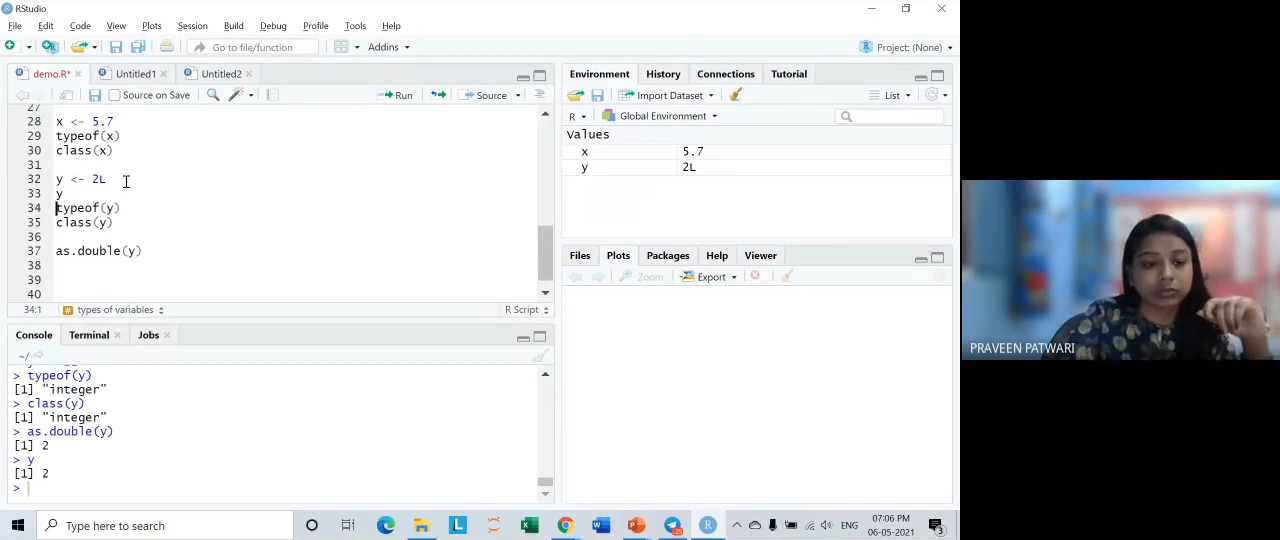 RStudio
File Edit Code View Plots Session Build Debug Profile Tools Help
Go to file/function Addins Project: (None)
demo.R* Untitled1 Untitled2
Source on Save Run Source
27
28 x <- 5.7
29 typeof(x)
30 class(x)
31
32 y <- 2L
33 y
34 typeof(y)
35 class(y)
36
37 as.double(y)
38
39
40
34:1 types of variables R Script
Console Terminal Jobs
~/
> typeof(y)
[1] "integer"
> class(y)
[1] "integer"
> as.double(y)
[1] 2
> y
[1] 2
>
Environment History Connections Tutorial
Import Dataset List
R Global Environment
Values
x 5.7
y 2L
Files Plots Packages Help Viewer
Zoom Export
PRAVEEN PATWARI
Type here to search
ENG
07:06 PM
06-05-2021
3